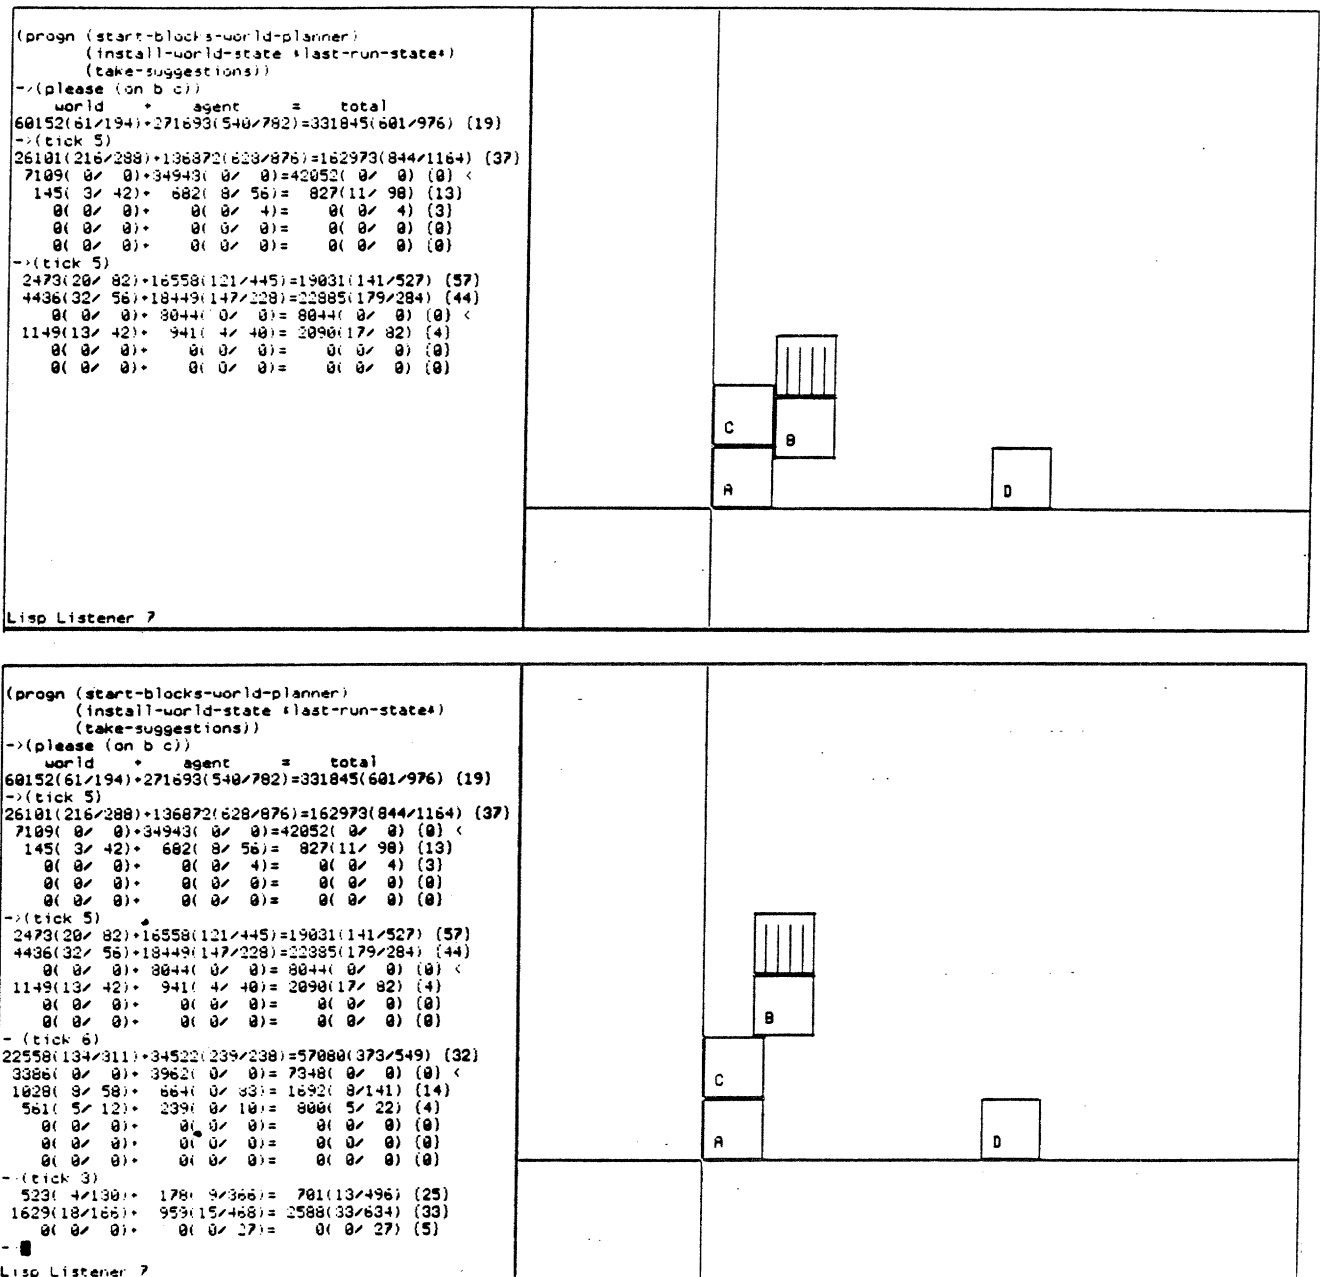 (progn (start-blocks-world-planner)
(install-world-state *last-run-state*)
(take-suggestions))
->(please (on b c))
world + agent = total
60152(61/194)+271693(540/782)=331845(601/976) {19}
->(tick 5)
26101(216/288)+136872(628/876)=162973(844/1164) {37}
7109( 0/ 0)+34943( 0/ 0)=42052( 0/ 0) {0} <
145( 3/ 42)+ 682( 8/ 56)= 827(11/ 98) {13}
0( 0/ 0)+ 0( 0/ 4)= 0( 0/ 4) {3}
0( 0/ 0)+ 0( 0/ 0)= 0( 0/ 0) {0}
0( 0/ 0)+ 0( 0/ 0)= 0( 0/ 0) {0}
->(tick 5)
2473(20/ 82)+16558(121/445)=19031(141/527) {57}
4436(32/ 56)+18449(147/228)=22885(179/284) {44}
0( 0/ 0)+ 8044( 0/ 0)= 8044( 0/ 0) {0} <
1149(13/ 42)+ 941( 4/ 40)= 2090(17/ 82) {4}
0( 0/ 0)+ 0( 0/ 0)= 0( 0/ 0) {0}
0( 0/ 0)+ 0( 0/ 0)= 0( 0/ 0) {0}
Lisp Listener 7
C
B
A
D
(progn (start-blocks-world-planner)
(install-world-state *last-run-state*)
(take-suggestions))
->(please (on b c))
world + agent = total
60152(61/194)+271693(540/782)=331845(601/976) {19}
->(tick 5)
26101(216/288)+136872(628/876)=162973(844/1164) {37}
7109( 0/ 0)+34943( 0/ 0)=42052( 0/ 0) {0} <
145( 3/ 42)+ 682( 8/ 56)= 827(11/ 98) {13}
0( 0/ 0)+ 0( 0/ 4)= 0( 0/ 4) {3}
0( 0/ 0)+ 0( 0/ 0)= 0( 0/ 0) {0}
0( 0/ 0)+ 0( 0/ 0)= 0( 0/ 0) {0}
->(tick 5)
2473(20/ 82)+16558(121/445)=19031(141/527) {57}
4436(32/ 56)+18449(147/228)=22885(179/284) {44}
0( 0/ 0)+ 8044( 0/ 0)= 8044( 0/ 0) {0} <
1149(13/ 42)+ 941( 4/ 40)= 2090(17/ 82) {4}
0( 0/ 0)+ 0( 0/ 0)= 0( 0/ 0) {0}
0( 0/ 0)+ 0( 0/ 0)= 0( 0/ 0) {0}
- (tick 6)
22558(134/311)+34522(239/238)=57080(373/549) {32}
3386( 0/ 0)+ 3962( 0/ 0)= 7348( 0/ 0) {0} <
1028( 8/ 58)+ 664( 0/ 83)= 1692( 8/141) {14}
561( 5/ 12)+ 239( 0/ 10)= 800( 5/ 22) {4}
0( 0/ 0)+ 0( 0/ 0)= 0( 0/ 0) {0}
0( 0/ 0)+ 0( 0/ 0)= 0( 0/ 0) {0}
0( 0/ 0)+ 0( 0/ 0)= 0( 0/ 0) {0}
- (tick 3)
523( 4/130)+ 178( 9/366)= 701(13/496) {25}
1629(18/166)+ 959(15/468)= 2588(33/634) {33}
0( 0/ 0)+ 0( 0/ 27)= 0( 0/ 27) {5}
-
Lisp Listener 7
B
C
A
D